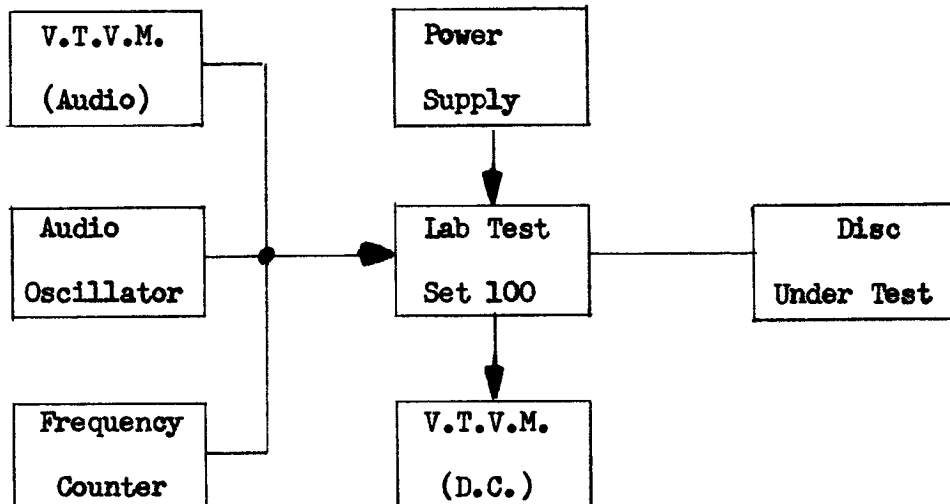 V.T.V.M.
(Audio)
Power
Supply
Audio
Oscillator
Lab Test
Set 100
Disc
Under Test
Frequency
Counter
V.T.V.M.
(D.C.)